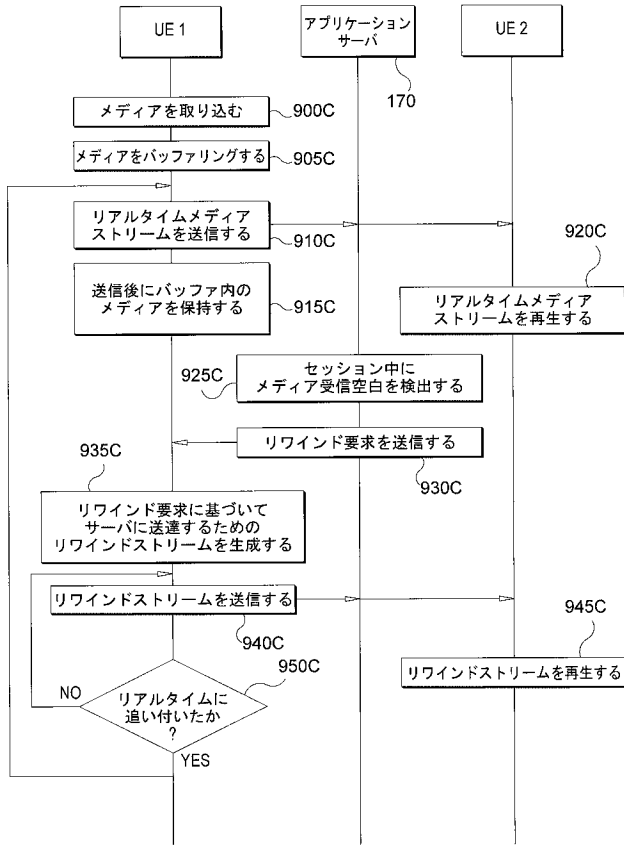 UE 1
アプリケーション
サーバ
UE 2
170
メディアを取り込む
900C
メディアをバッファリングする
905C
リアルタイムメディア
ストリームを送信する
910C
送信後にバッファ内の
メディアを保持する
915C
920C
リアルタイムメディア
ストリームを再生する
925C
セッション中に
メディア受信空白を検出する
リワインド要求を送信する
930C
935C
リワインド要求に基づいて
サーバに送達するための
リワインドストリームを生成する
リワインドストリームを送信する
940C
945C
リワインドストリームを再生する
950C
リアルタイムに
追い付いたか
?
NO
YES